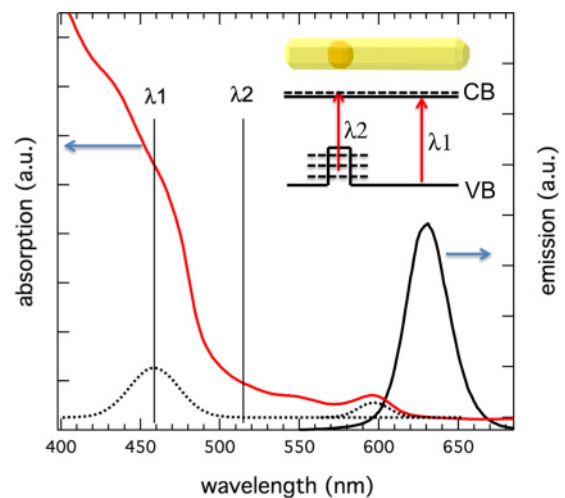 λ1
λ2
CB
λ2
λ1
VB
absorption (a.u.)
emission (a.u.)
400
450
500
550
600
650
wavelength (nm)